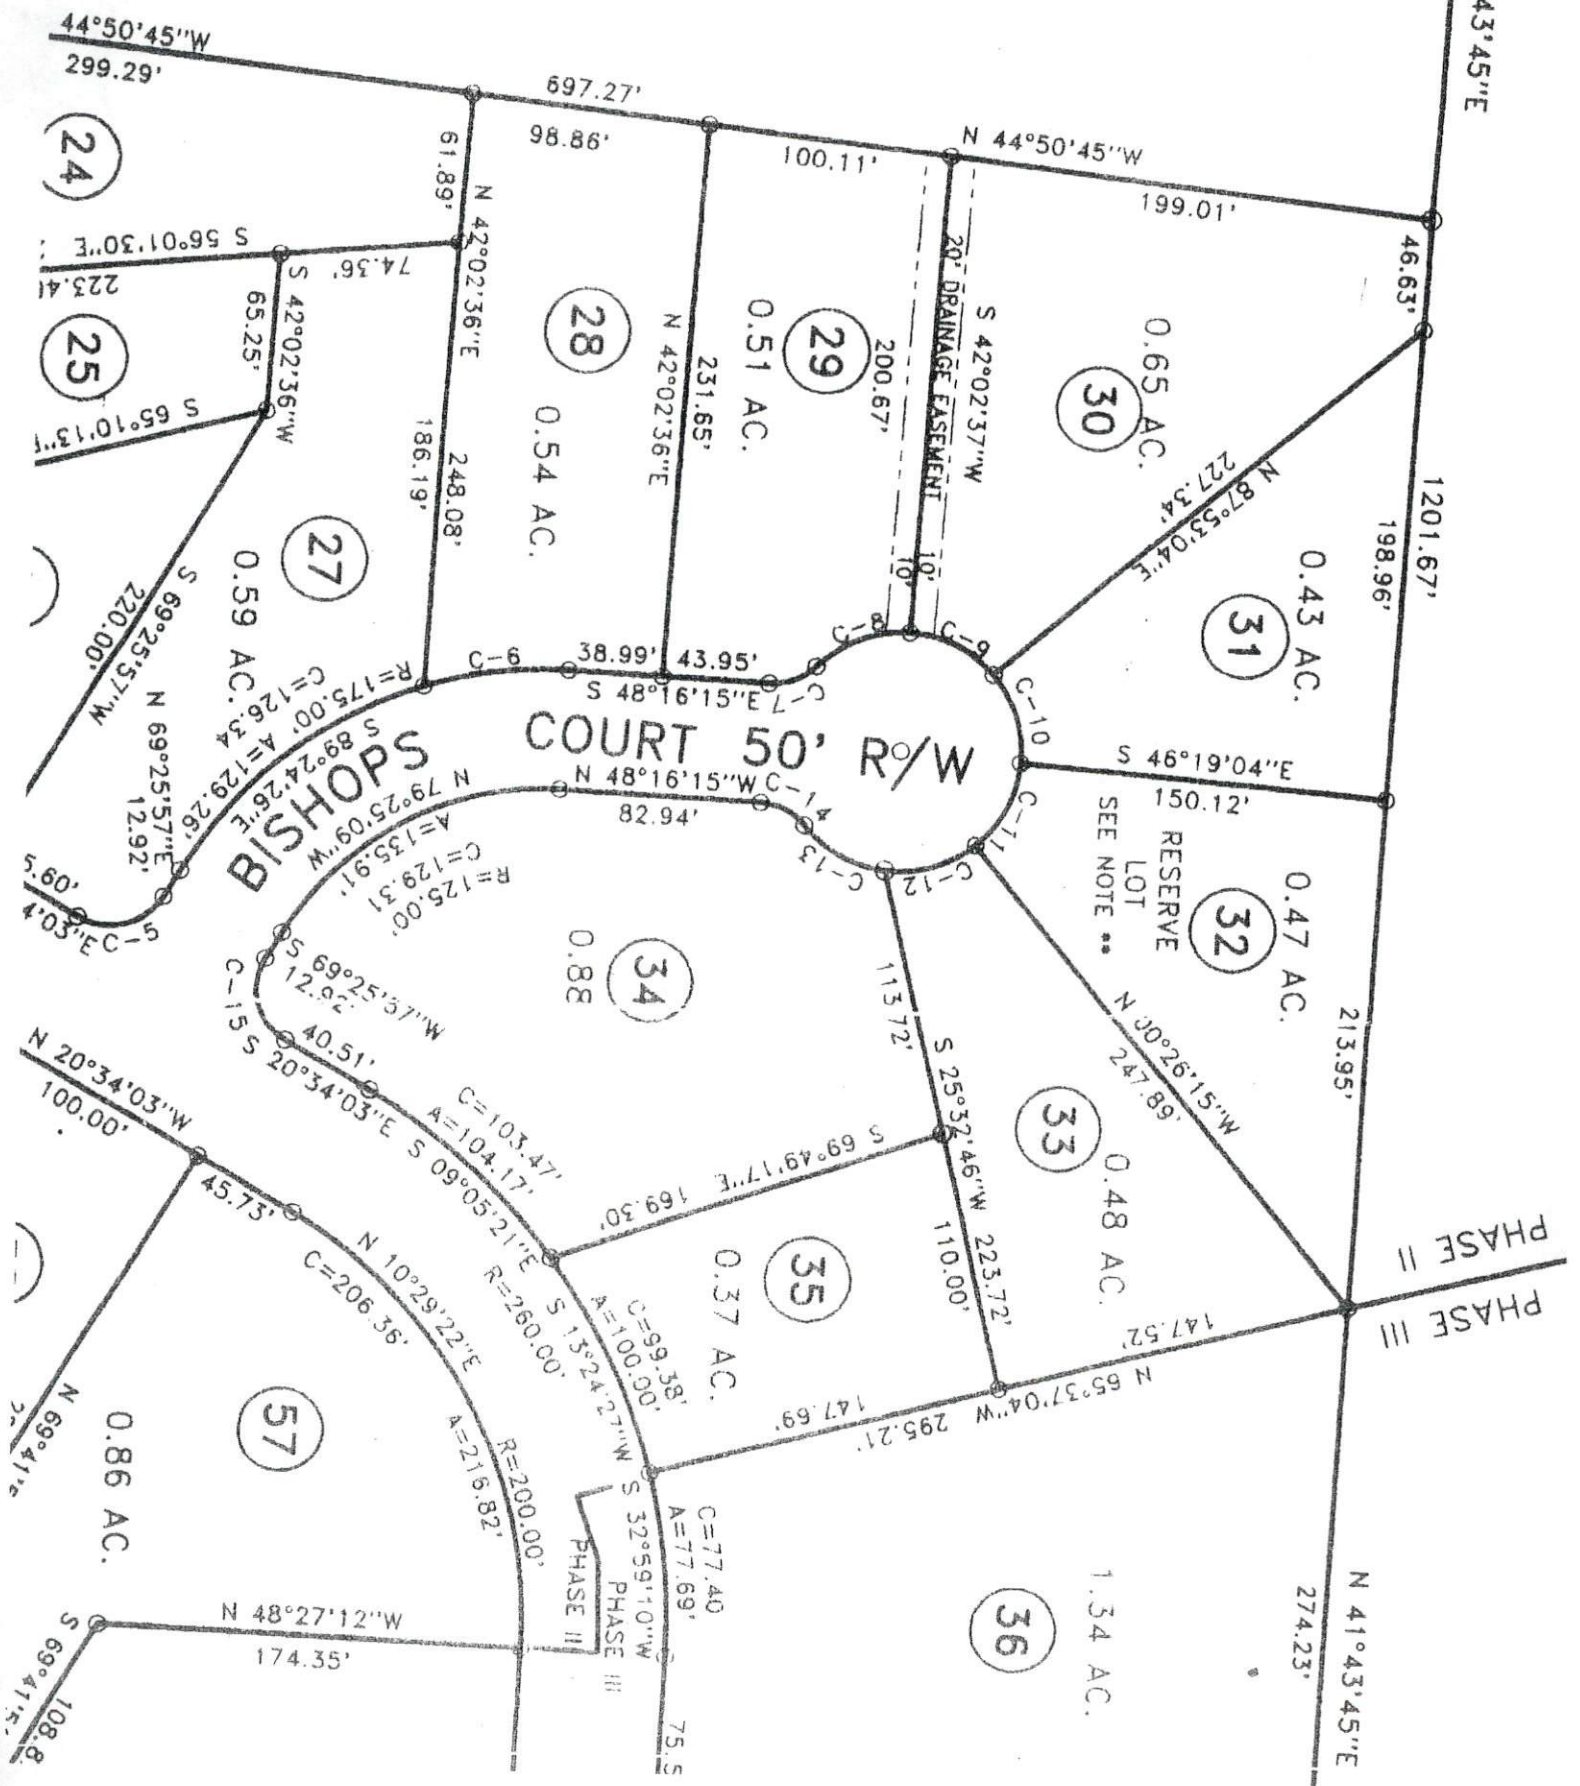 43'45"E
44°50'45"W
299.29'
697.27'
98.86'
100.11'
N 44°50'45"W
199.01'
46.63'
24
61.89'
N 42°02'36"E
S 56°01'30"E
74.36'
25
65.25'
S 42°02'36"W
S 65°10'13"
186.19'
248.08'
28
0.54 AC.
N 42°02'36"E
231.65'
0.51 AC.
29
200.67'
20' DRAINAGE EASEMENT
S 42°02'37"W
10'
10'
0.65 AC.
30
N 87°53'04"E
227.34'
1201.67'
198.96'
0.43 AC.
31
27
0.59 AC.
S 69°25'57"W
220.00'
N 69°25'57"E
12.92'
R=175.00'
C=126.34
A=129.26'
S 89°24'26"E
C-6
38.99'
43.95'
S 48°16'15"E
C-7
C-8
C-9
C-10
S 46°19'04"E
150.12'
BISHOPS COURT 50' R/W
N 48°16'15"W
82.94'
C-14
C-13
C-12
C-11
SEE NOTE **
RESERVE
LOT
32
0.47 AC.
213.95'
5.60'
4'03"E
C-5
N 79°25'09"W
A=135.91'
C=129.31
R=125.00'
0.88
34
S 69°25'57"W
12.92'
C-15
S 20°34'03"E
40.51'
113.72'
S 25°32'46"W
223.72'
110.00'
N 00°26'15"W
247.89'
33
0.48 AC.
N 20°34'03"W
100.00'
45.73'
C=103.47'
A=104.17'
S 09°05'21"E
S 69°49'17"E
169.30'
35
0.37 AC.
C=99.38'
A=100.00'
S 13°24'27"W
R=260.00'
PHASE II
PHASE III
147.52'
N 65°37'04"W
147.69'
295.21'
N 10°29'22"E
C=206.36'
R=200.00'
A=216.82'
57
0.86 AC.
N 69°41'
PHASE II
PHASE III
S 32°59'10"W
A=77.69'
C=77.40
36
1.34 AC.
N 41°43'45"E
274.23'
N 48°27'12"W
174.35'
S 69°41'5
108.8
75.5